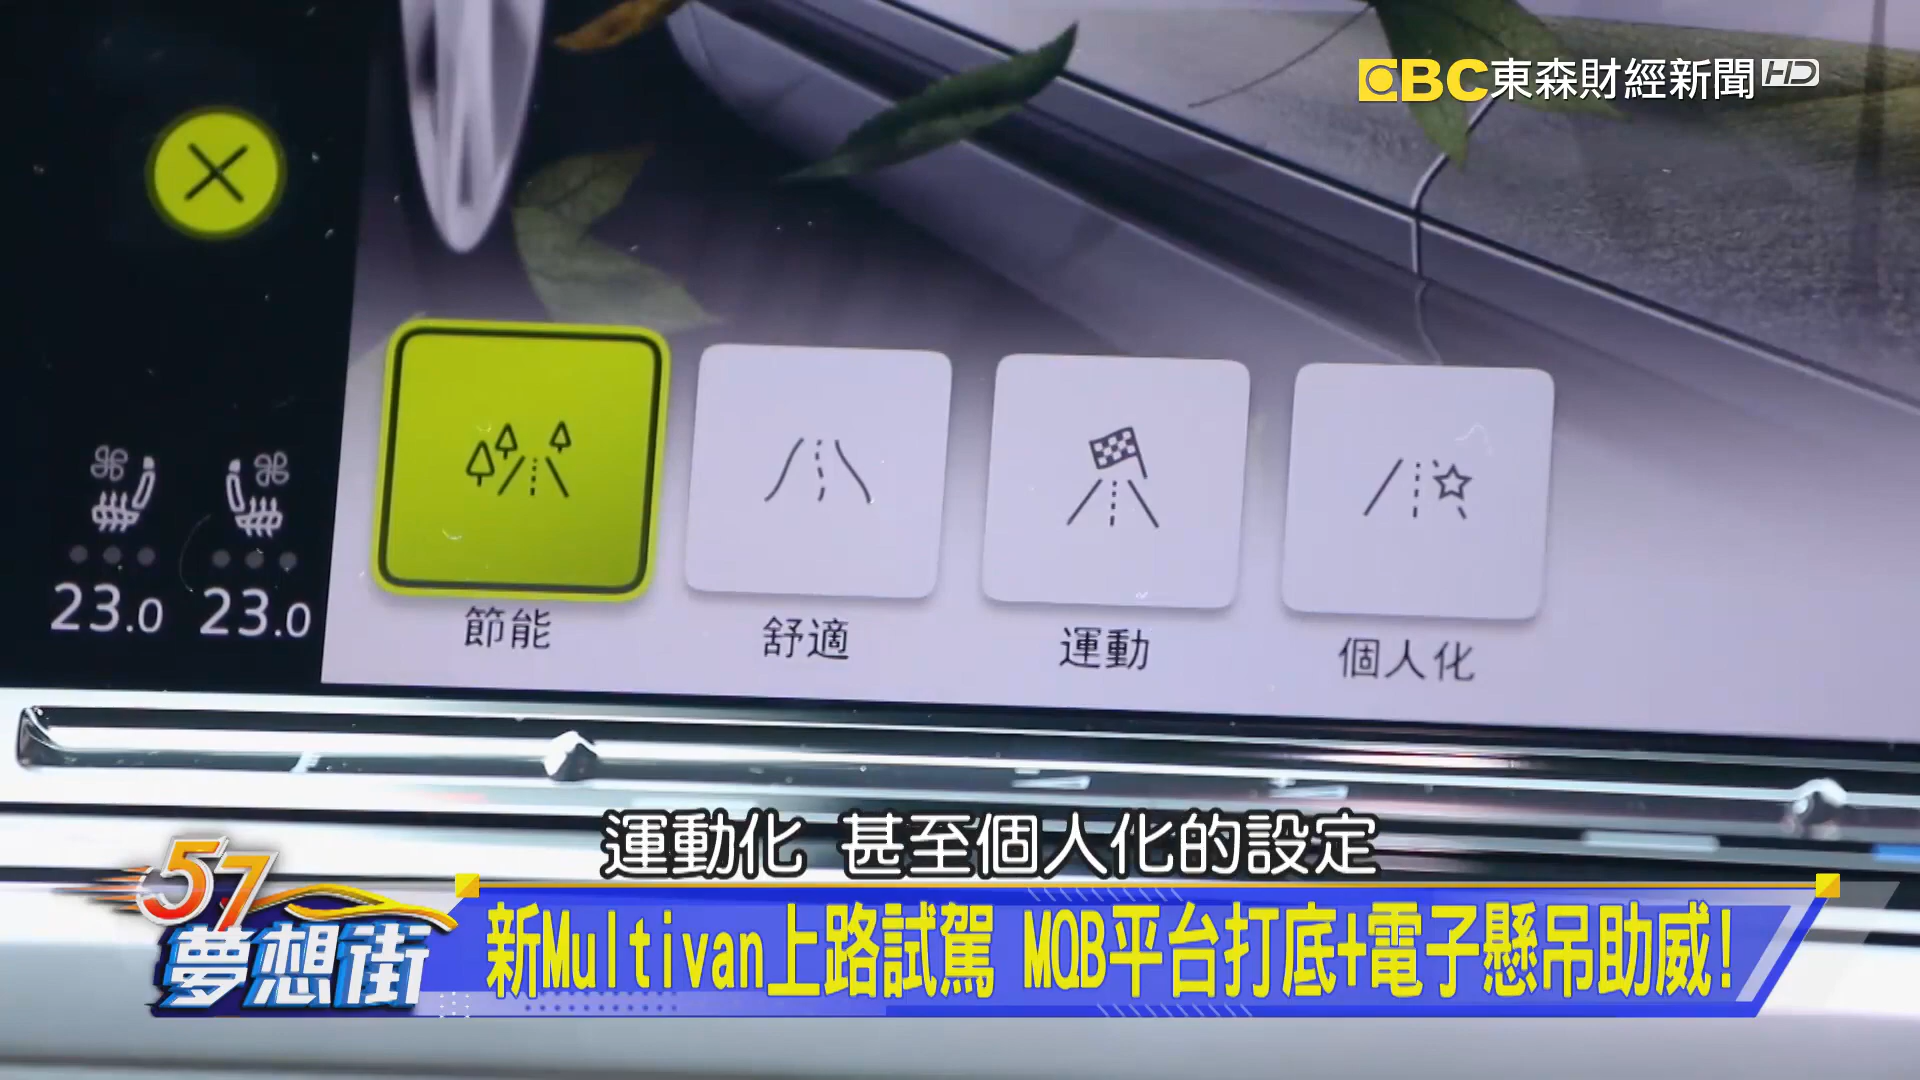 EBC東森財經新聞HD
23.0 23.0
節能 舒適 運動 個人化
運動化 甚至個人化的設定
57夢想街
新Multivan上路試駕 MQB平台打底+電子懸吊助威!